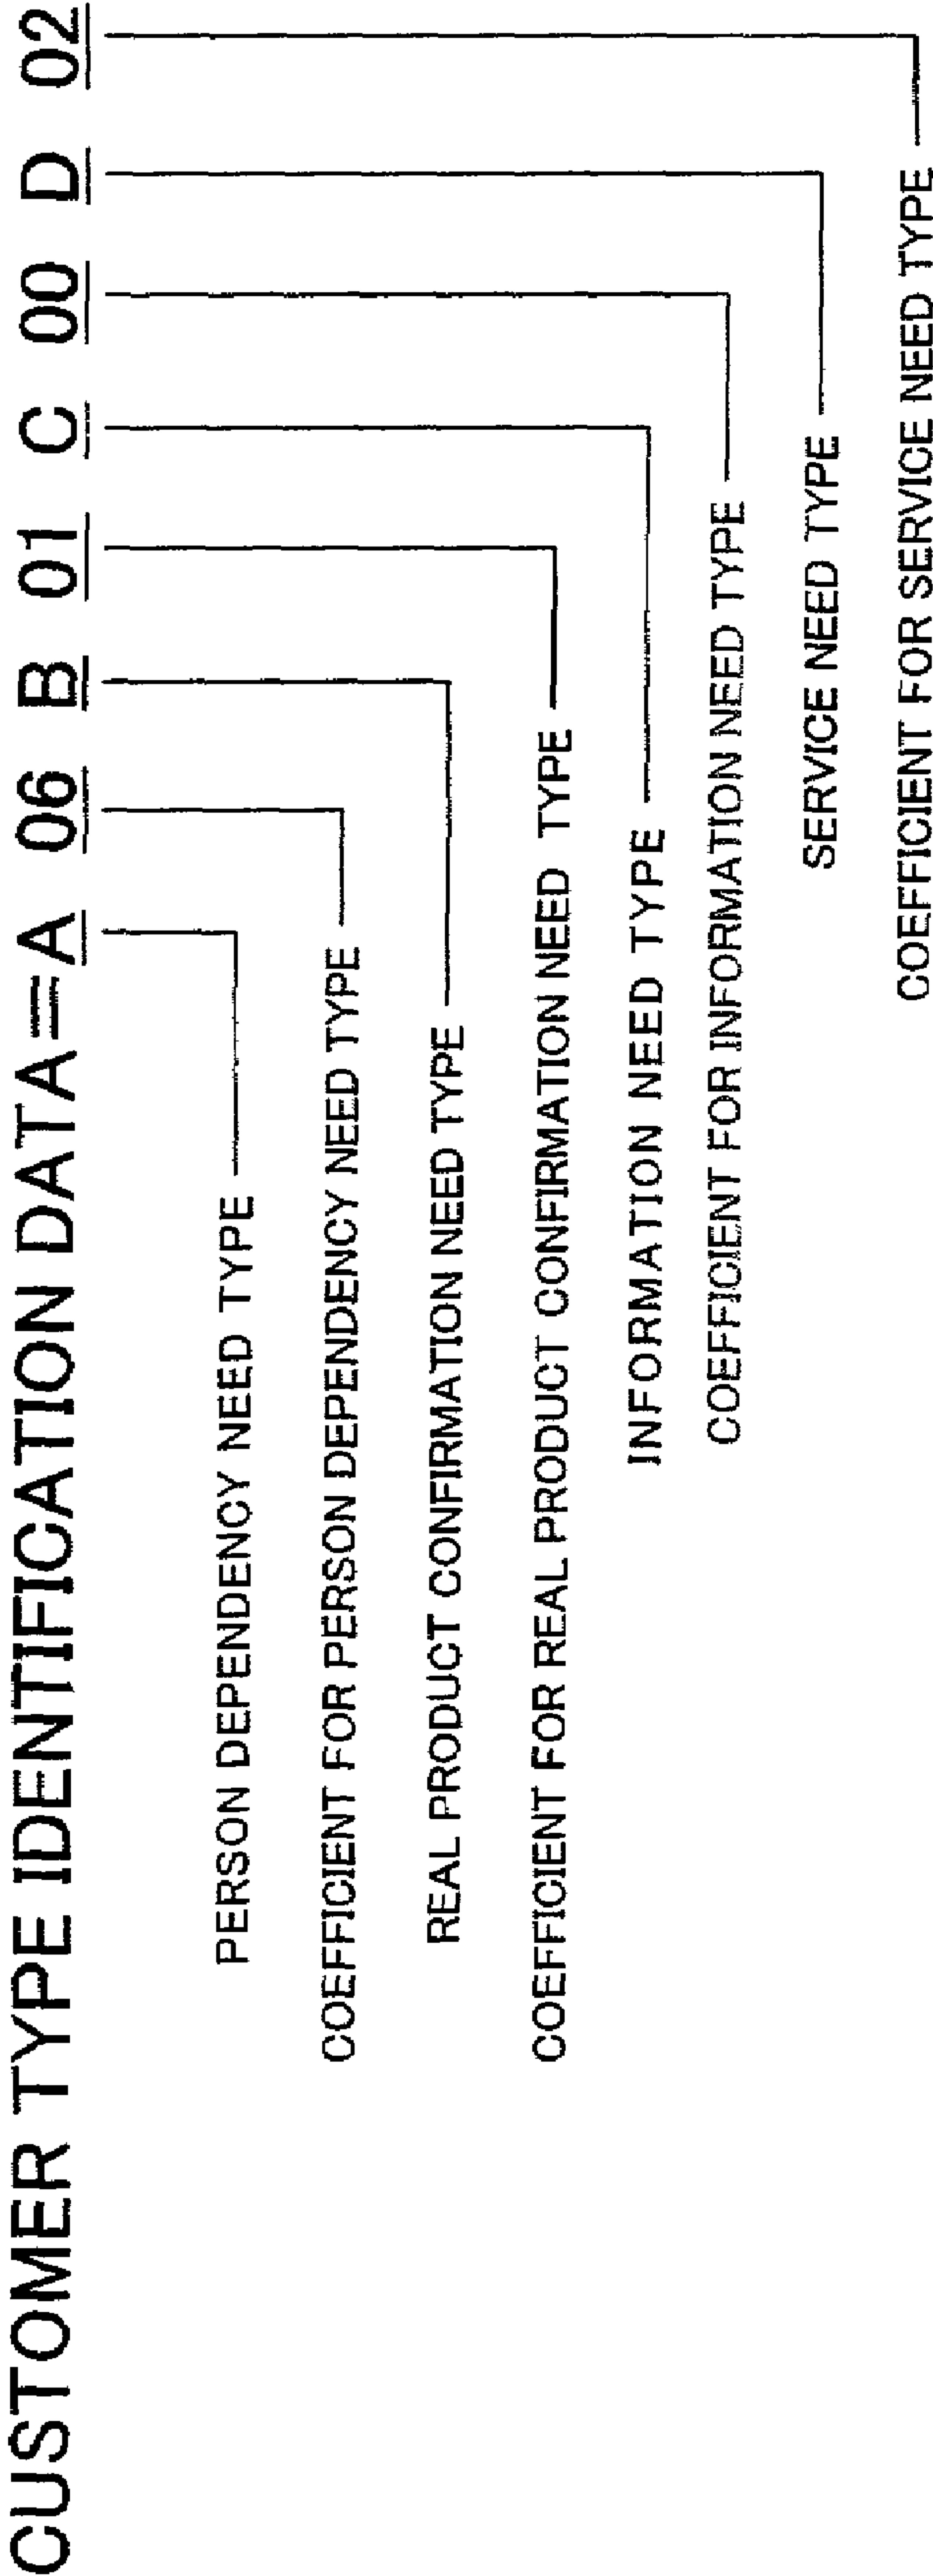 CUSTOMER TYPE IDENTIFICATION DATA=A 06 B 01 C 00 D 02
PERSON DEPENDENCY NEED TYPE
COEFFICIENT FOR PERSON DEPENDENCY NEED TYPE
REAL PRODUCT CONFIRMATION NEED TYPE
COEFFICIENT FOR REAL PRODUCT CONFIRMATION NEED TYPE
INFORMATION NEED TYPE
COEFFICIENT FOR INFORMATION NEED TYPE
SERVICE NEED TYPE
COEFFICIENT FOR SERVICE NEED TYPE